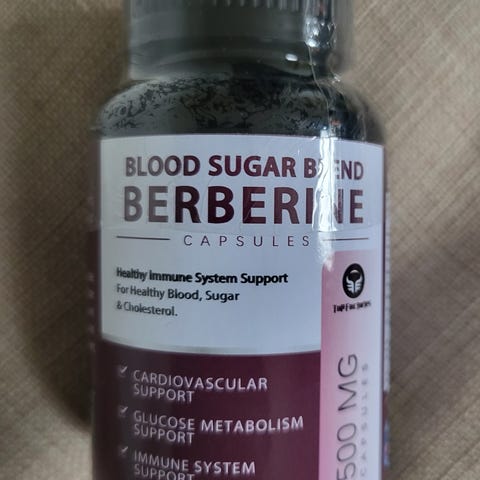 BLOOD SUGAR BLEND
BERBERINE
CAPSULES
Healthy Immune System Support
For Healthy Blood, Sugar
& Cholesterol.
CARDIOVASCULAR
SUPPORT
GLUCOSE METABOLISM
SUPPORT
IMMUNE SYSTEM
SUPPORT
500 MG
CAPSULES